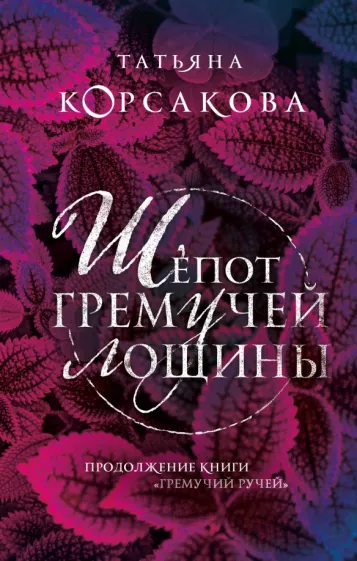 ТАТЬЯНА
КОРСАКОВА
Шёпот
ГРЕМУЧЕЙ
ЛОЩИНЫ
ПРОДОЛЖЕНИЕ КНИГИ
«ГРЕМУЧИЙ РУЧЕЙ»